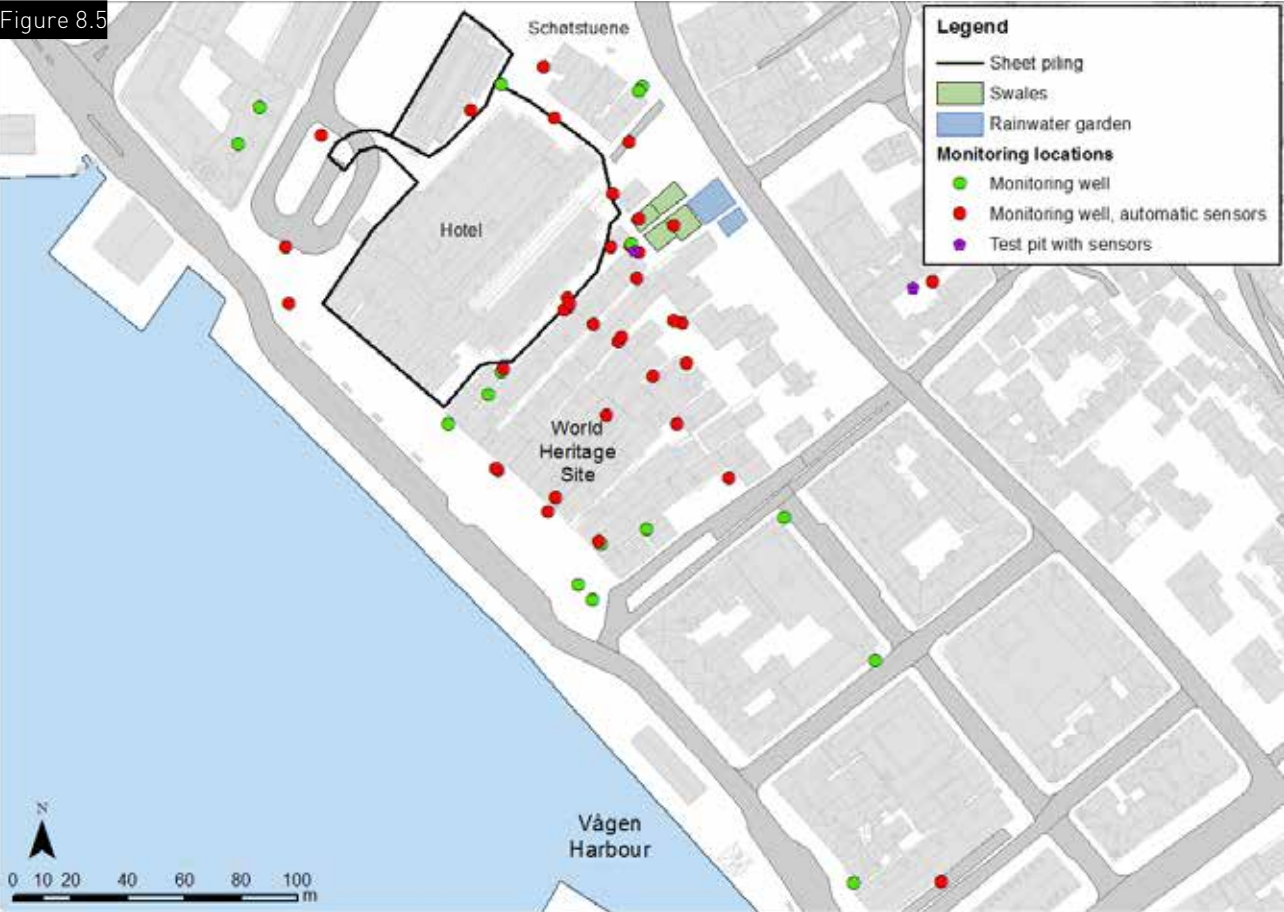 Figure 8.5
Schøtstuene
Hotel
World
Heritage
Site
Vågen
Harbour
N
0 10 20 40 60 80 100
m
Legend
Sheet piling
Swales
Rainwater garden
Monitoring locations
Monitoring well
Monitoring well, automatic sensors
Test pit with sensors